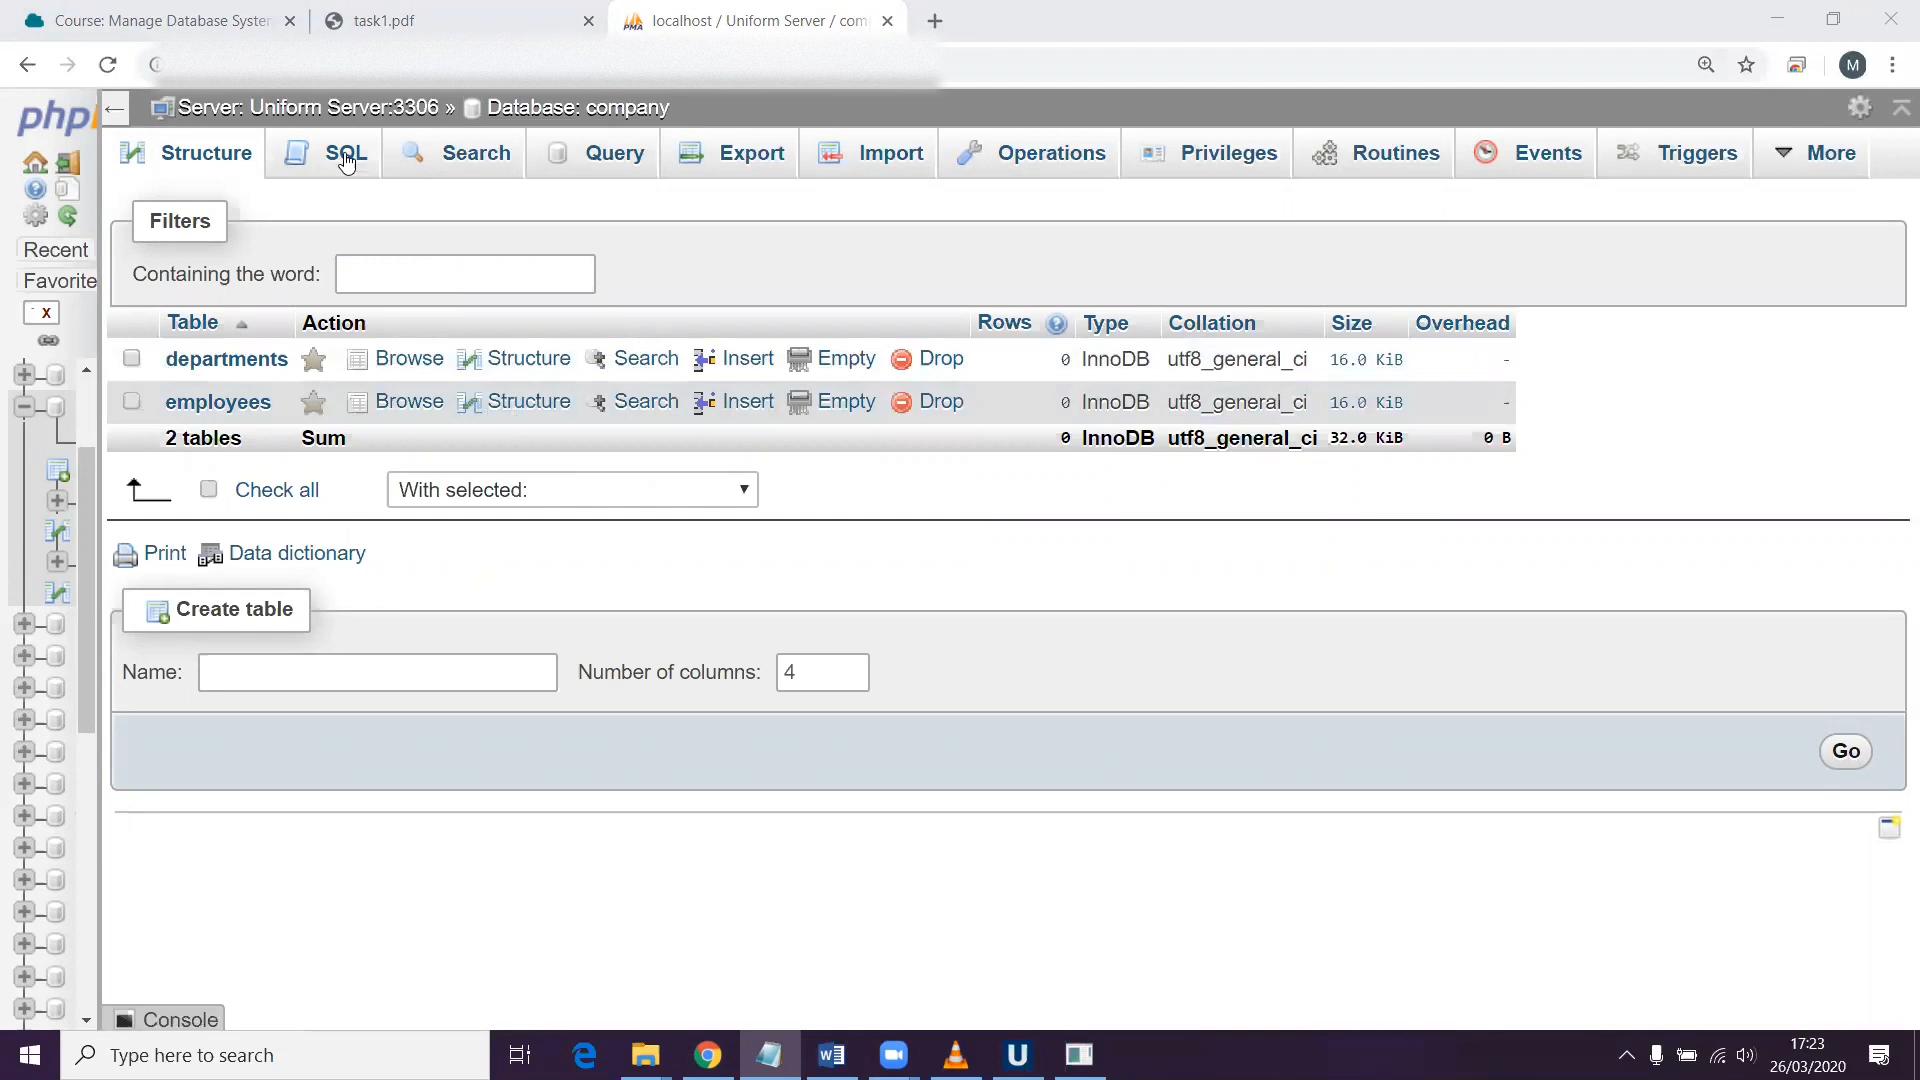 Course: Manage Database System
task1.pdf
localhost / Uniform Server / com
M
php
Server: Uniform Server:3306 » Database: company
Structure SQL Search Query Export Import Operations Privileges Routines Events Triggers More
Recent
Favorite
x
Filters
Containing the word:
Table Action Rows Type Collation Size Overhead
departments Browse Structure Search Insert Empty Drop 0 InnoDB utf8_general_ci 16.0 KiB -
employees Browse Structure Search Insert Empty Drop 0 InnoDB utf8_general_ci 16.0 KiB -
2 tables Sum 0 InnoDB utf8_general_ci 32.0 KiB 0 B
Check all With selected:
Print Data dictionary
Create table
Name: Number of columns: 4
Go
Console
Type here to search
17:23
26/03/2020